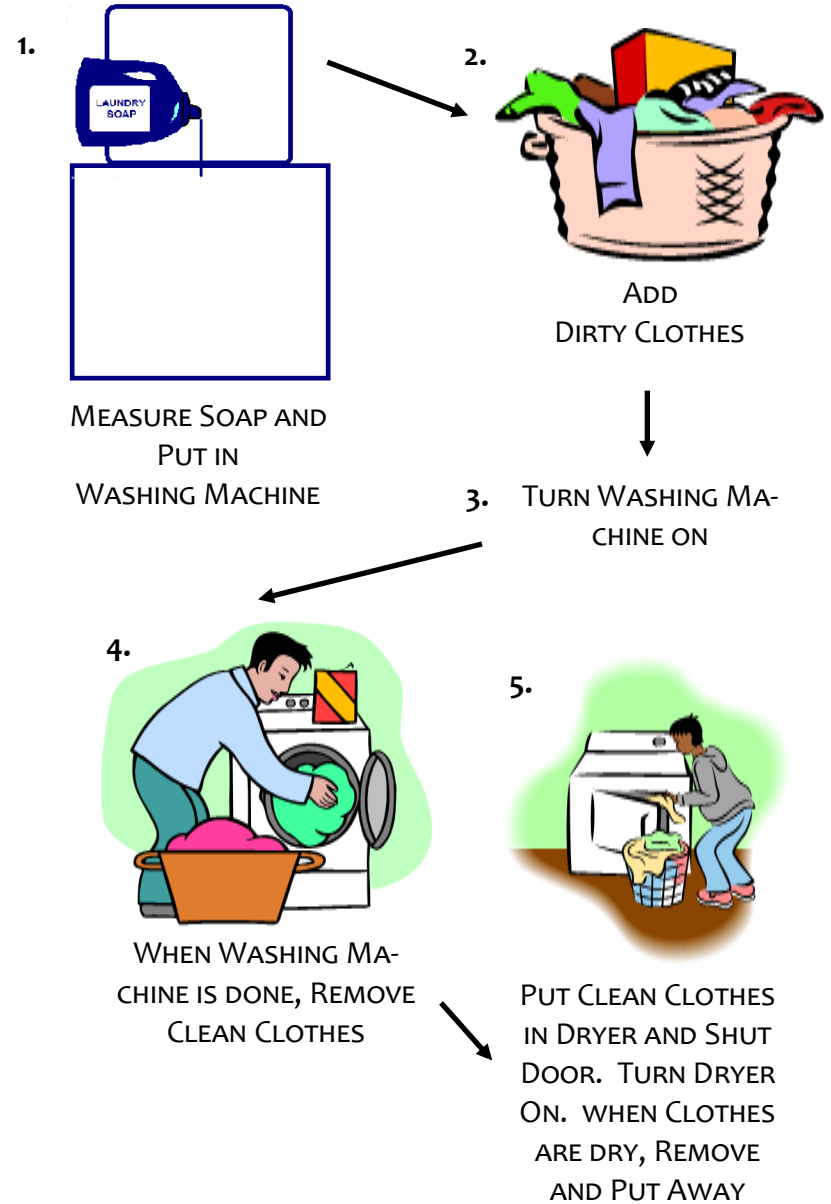 1.
LAUNDRY
SOAP
MEASURE SOAP AND
PUT IN
WASHING MACHINE
2.
ADD
DIRTY CLOTHES
3.
TURN WASHING MA-
CHINE ON
4.
WHEN WASHING MA-
CHINE IS DONE, REMOVE
CLEAN CLOTHES
5.
PUT CLEAN CLOTHES
IN DRYER AND SHUT
DOOR. TURN DRYER
ON. WHEN CLOTHES
ARE DRY, REMOVE
AND PUT AWAY